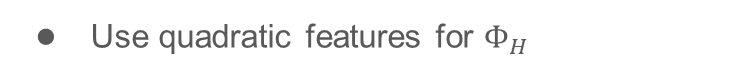 ● Use quadratic features for Φ_H